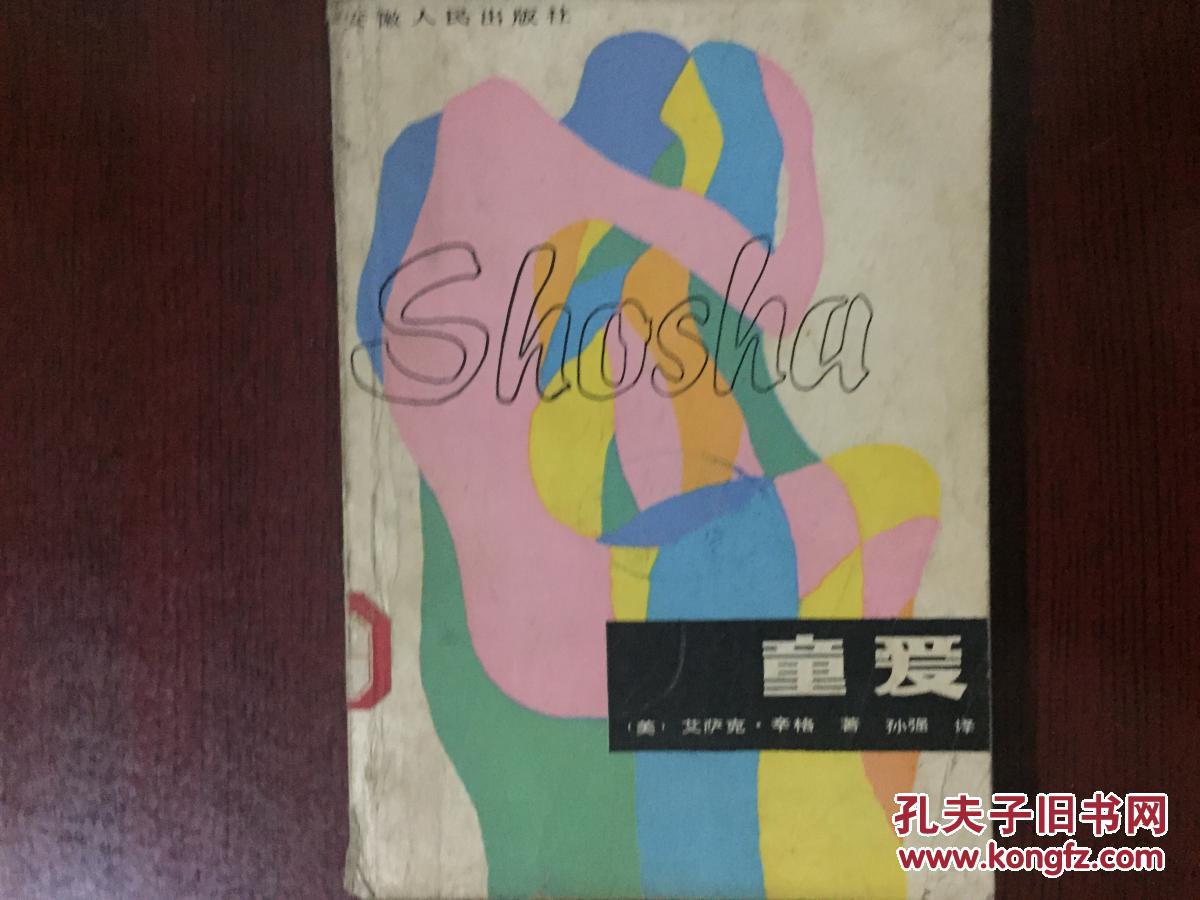 安徽人民出版社
Shosha
童爱
（美）艾萨克·辛格 著 孙强 译
孔夫子旧书网
www.kongfz.com